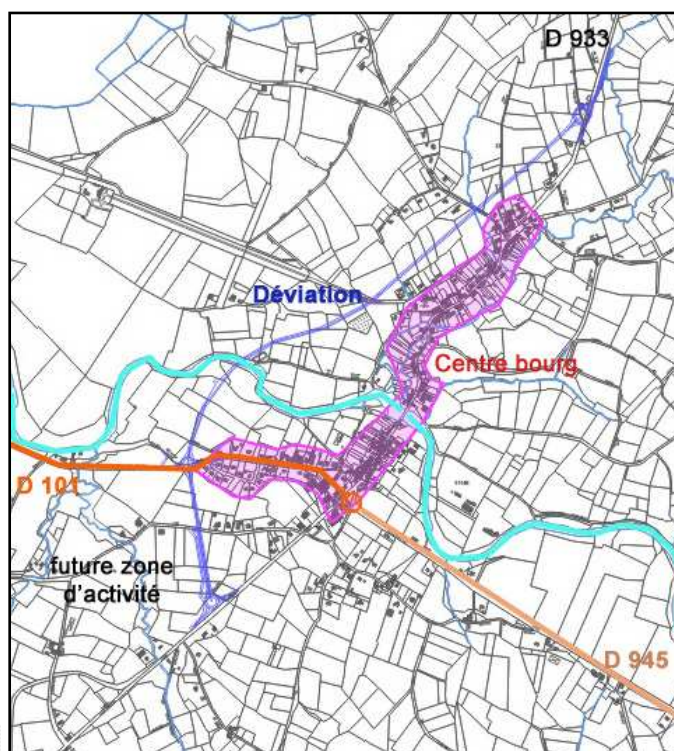 D 933
Déviation
Centre bourg
D 101
future zone
d'activité
D 945